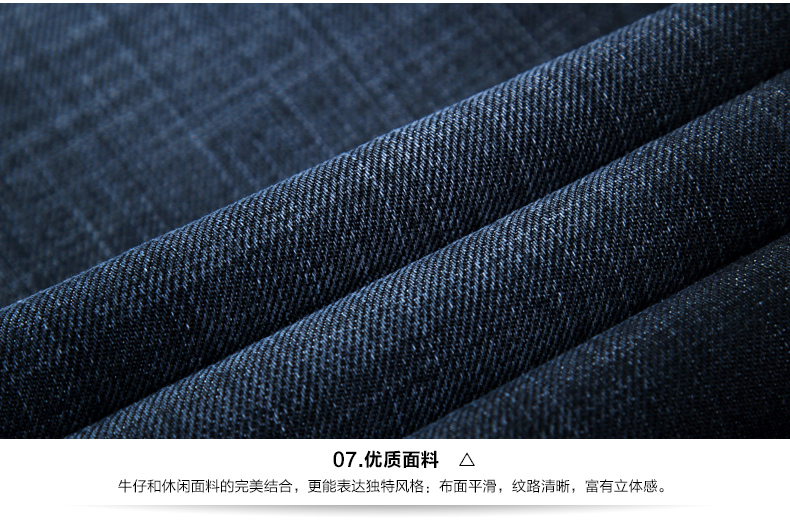 07.优质面料 △
牛仔和休闲面料的完美结合，更能表达独特风格；布面平滑，纹路清晰，富有立体感。